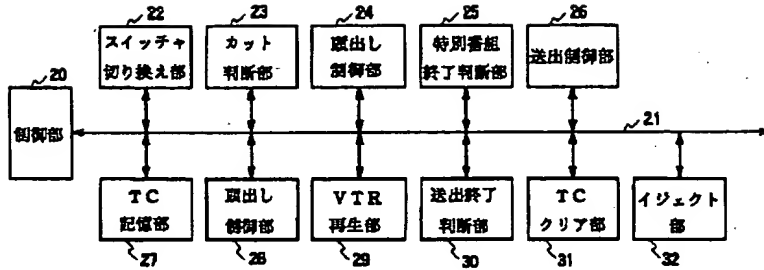 22
スイッチャ
切り換え部
23
カット
判断部
24
頭出し
制御部
25
特別番組
終了判断部
26
送出制御部
20
制御部
21
TC
記憶部
27
頭出し
制御部
28
VTR
再生部
29
送出終了
判断部
30
TC
クリア部
31
イジェクト
部
32